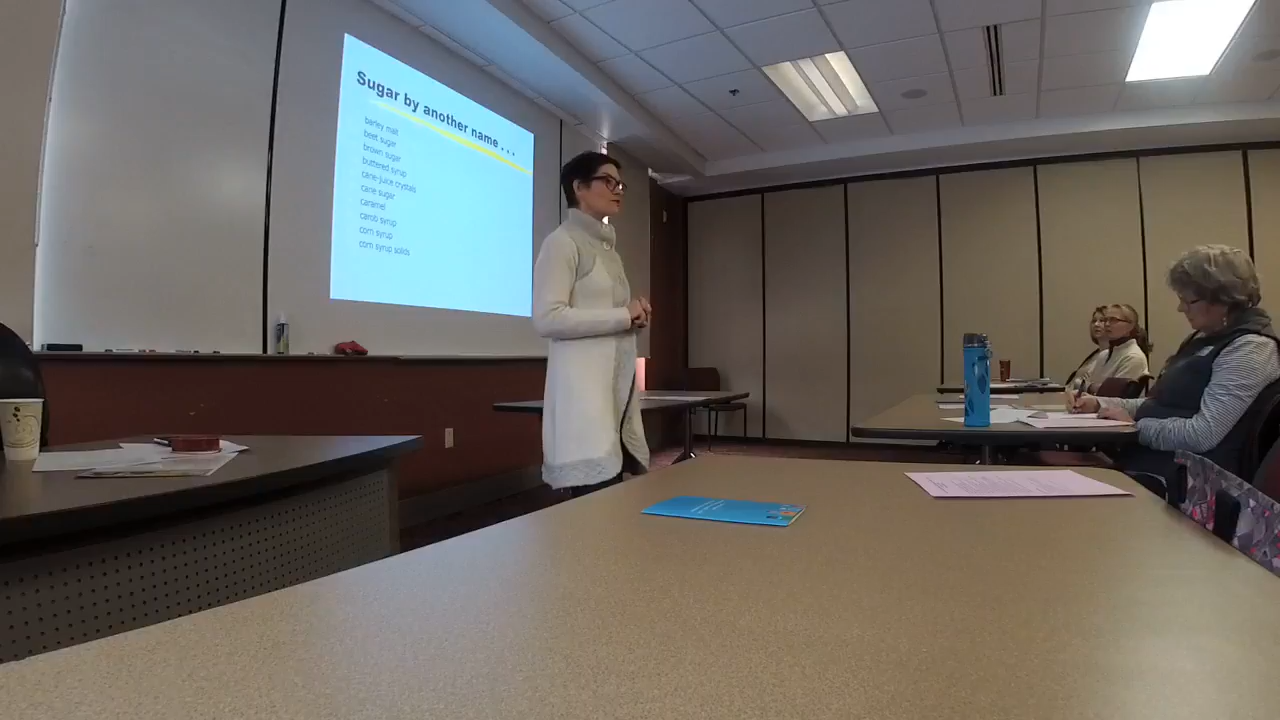 Sugar by another name . . .
barley malt
beet sugar
brown sugar
buttered syrup
cane-juice crystals
cane sugar
caramel
carob syrup
corn syrup
corn syrup solids